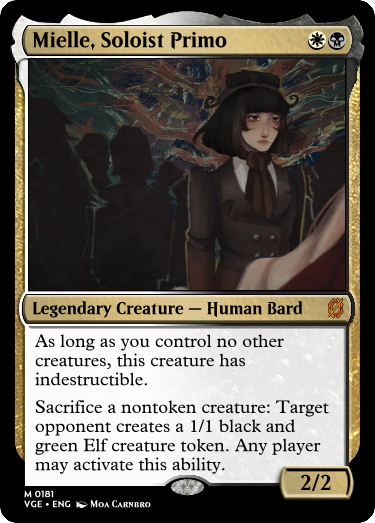 Mielle, Soloist Primo
Legendary Creature — Human Bard
As long as you control no other
creatures, this creature has
indestructible.
Sacrifice a nontoken creature: Target
opponent creates a 1/1 black and
green Elf creature token. Any player
may activate this ability.
2/2
M 0181
VGE • ENG Moa Carnbro